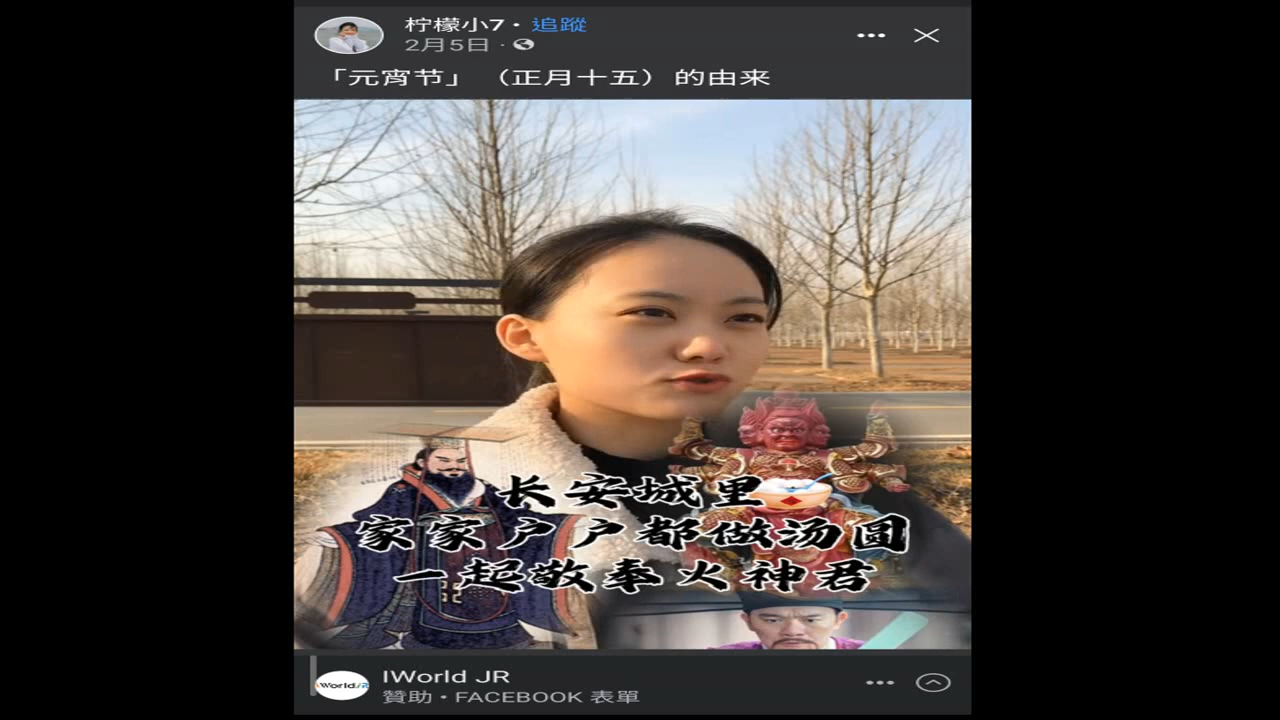 柠檬小7 · 追蹤
2月5日 ·
「元宵节」（正月十五）的由来
长安城里
家家户户都做汤圆
一起敬奉火神君
IWorld JR
iWorldJR
贊助 · FACEBOOK 表單